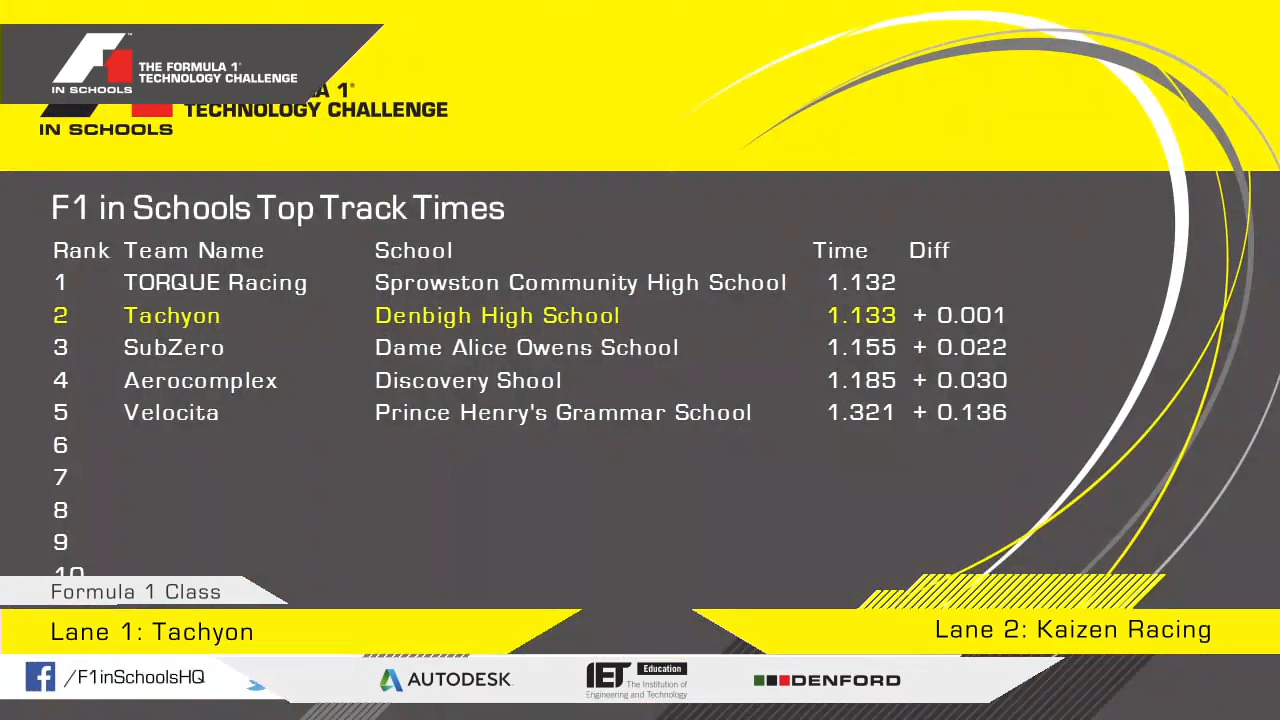 THE FORMULA 1®
TECHNOLOGY CHALLENGE
IN SCHOOLS
A 1®
TECHNOLOGY CHALLENGE
IN SCHOOLS
F1 in Schools Top Track Times
Rank Team Name School Time Diff
1 TORQUE Racing Sprowston Community High School 1.132
2 Tachyon Denbigh High School 1.133 + 0.001
3 SubZero Dame Alice Owens School 1.155 + 0.022
4 Aerocomplex Discovery Shool 1.185 + 0.030
5 Velocita Prince Henry's Grammar School 1.321 + 0.136
6
7
8
9
10
Formula 1 Class
Lane 1: Tachyon
Lane 2: Kaizen Racing
/F1inSchoolsHQ
AUTODESK
IET Education
The Institution of
Engineering and Technology
DENFORD